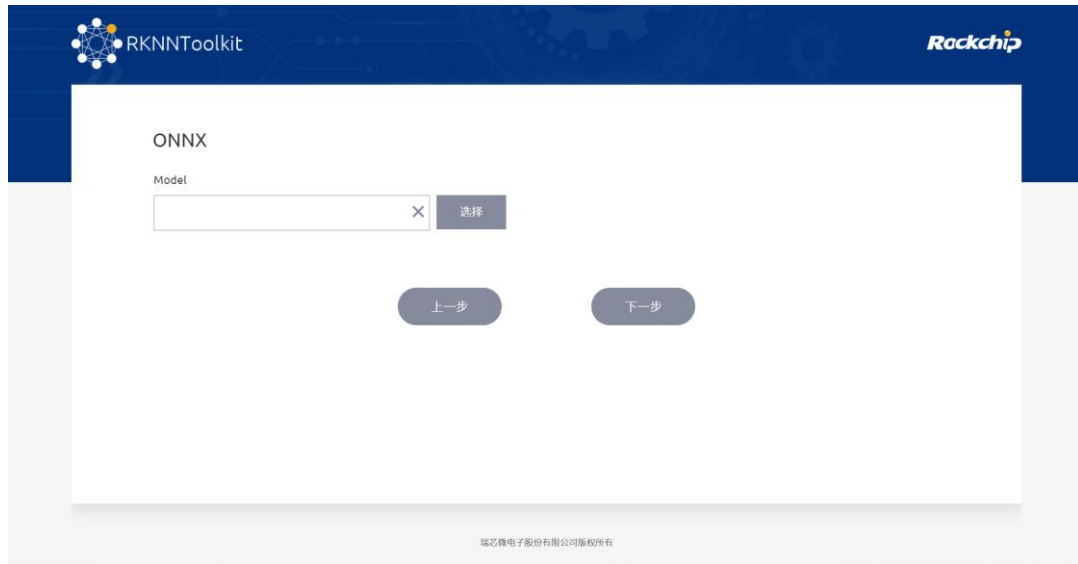 RKNNToolkit
Rockchip
ONNX
Model
选择
上一步
下一步
瑞芯微电子股份有限公司版权所有